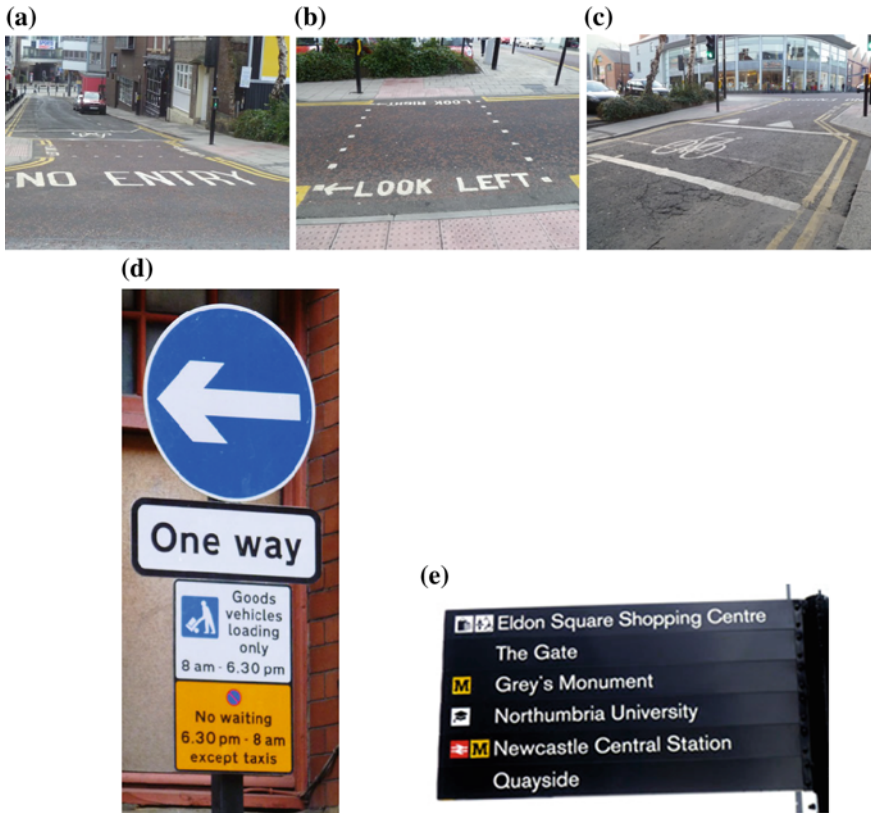 (a)
NO ENTRY
(b)
LOOK RIGHT
LOOK LEFT
(c)
(d)
One way
Goods
vehicles
loading
only
8 am - 6.30 pm
No waiting
6.30 pm - 8 am
except taxis
(e)
Eldon Square Shopping Centre
The Gate
M Grey's Monument
Northumbria University
M Newcastle Central Station
Quayside